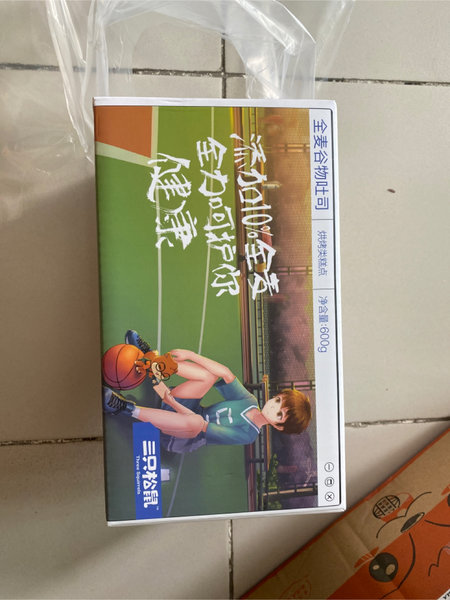 全麦谷物吐司
烘烤类糕点
净含量:600g
添加10%全麦
全力呵护你
健康
三只松鼠
Three Squirrels